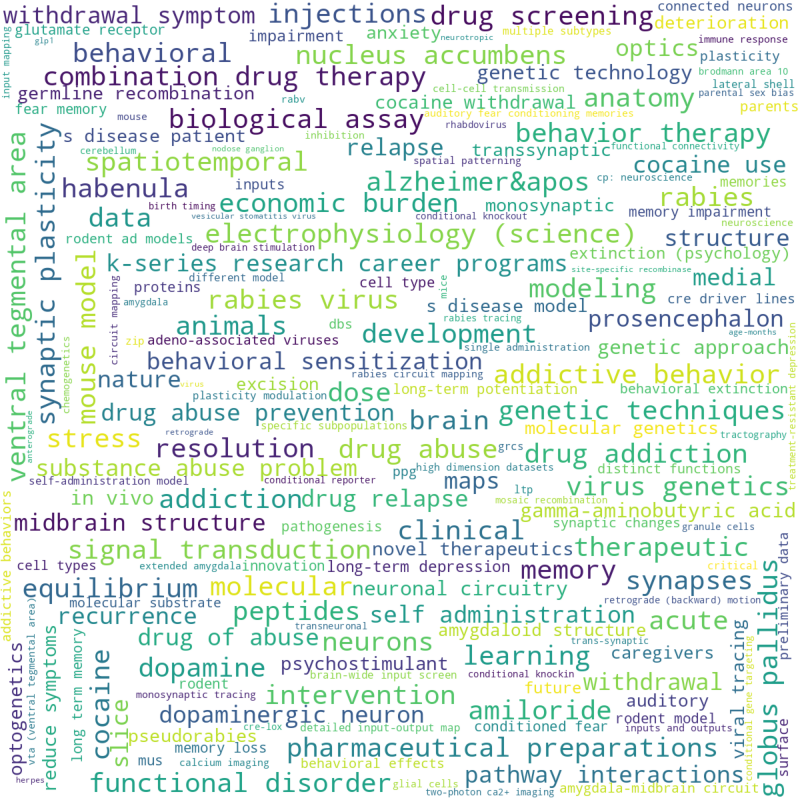 withdrawal symptom
injections
drug screening
connected neurons
deterioration
input mapping
glutamate receptor
glp1
impairment
anxiety
neurotropic
multiple subtypes
immune response
behavioral
nucleus accumbens
optics
plasticity
combination drug therapy
genetic technology
brodmann area 10
lateral shell
germline recombination
cell-cell transmission
cocaine withdrawal
anatomy
parental sex bias
fear memory
rabv
mouse
biological assay
auditory fear conditioning memories
rhabdovirus
parents
behavior therapy
s disease patient
inhibition
relapse
transsynaptic
functional connectivity
cerebellum
nodose ganglion
spatial patterning
cocaine use
spatiotemporal
cp: neuroscience
memories
habenula
inputs
alzheimer&apos
rabies
memory impairment
birth timing
economic burden
monosynaptic
vesicular stomatitis virus
conditional knockout
neuroscience
data
electrophysiology (science)
structure
rodent ad models
deep brain stimulation
extinction (psychology)
k-series research career programs
site-specific recombinase
medial
different model
cell type
mice
modeling
proteins
circuit mapping
amygdala
rabies virus
s disease model
cre driver lines
prosencephalon
zip
animals
dbs
rabies tracing
development
age-months
adeno-associated viruses
single administration
genetic approach
behavioral sensitization
rabies circuit mapping
addictive behavior
nature
virus
excision
dose
long-term potentiation
behavioral extinction
plasticity modulation
drug abuse prevention
brain
genetic techniques
specific subpopulations
molecular genetics
stress
retrograde
resolution
drug abuse
grcs
drug addiction
tractography
treatment-resistant depression
substance abuse problem
ppg
high dimension datasets
distinct functions
self-administration model
conditional reporter
maps
ltp
virus genetics
in vivo
addiction
drug relapse
mosaic recombination
gamma-aminobutyric acid
midbrain structure
pathogenesis
clinical
synaptic changes
granule cells
signal transduction
novel therapeutics
therapeutic
cell types
extended amygdala
innovation
long-term depression
memory
critical
equilibrium
molecular
neuronal circuitry
synapses
molecular substrate
retrograde (backward) motion
recurrence
peptides
self administration
acute
transneuronal
amygdaloid structure
trans-synaptic
drug of abuse
neurons
caregivers
dopamine
psychostimulant
learning
rodent
brain-wide input screen
conditional knockin
withdrawal
monosynaptic tracing
intervention
future
auditory
dopaminergic neuron
amiloride
rodent model
cre-lox
detailed input-output map
conditioned fear
inputs and outputs
pseudorabies
memory loss
pharmaceutical preparations
mus
calcium imaging
behavioral effects
pathway interactions
herpes
functional disorder
glial cells
amygdala-midbrain circuit
two-photon ca2+ imaging
ventral tegmental area
anterograde
synaptic plasticity
chemogenetics
mouse model
addictive behaviors
optogenetics
vta (ventral tegmental area)
reduce symptoms
long term memory
cocaine
slice
viral tracing
conditional gene targeting
globus pallidus
surface
preliminary data